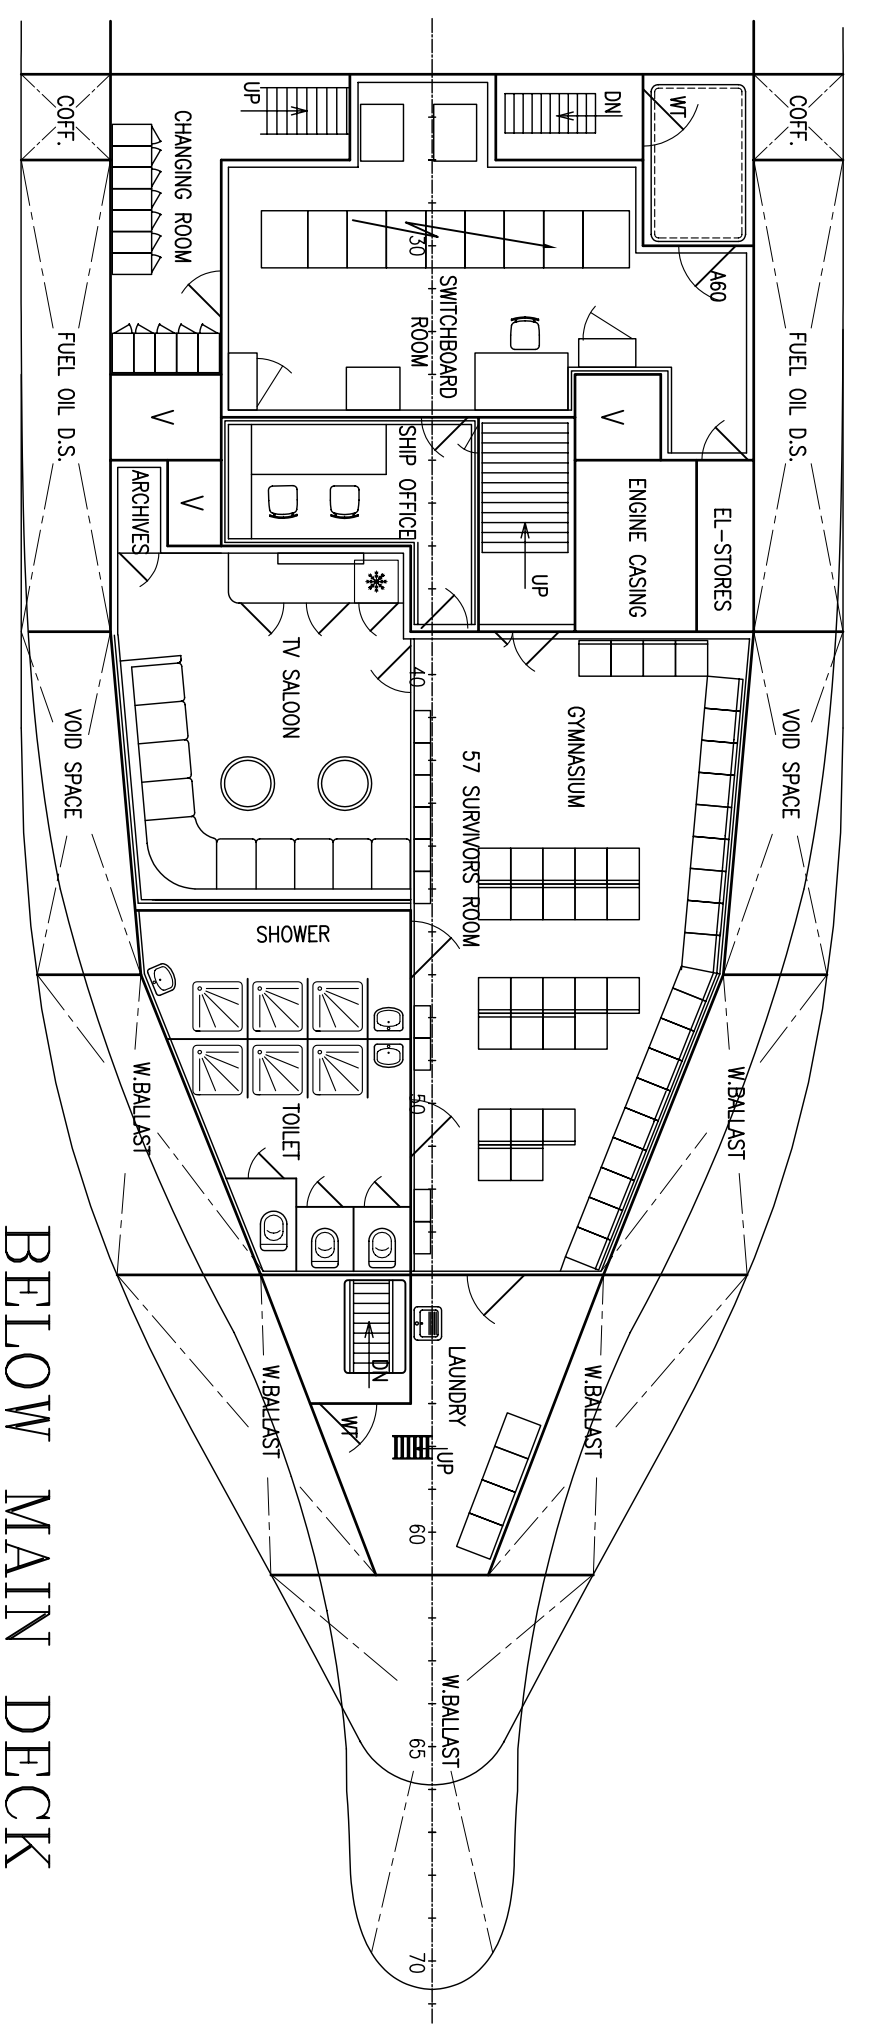 COFF.
UP
DN
WT
COFF.
CHANGING ROOM
30
A60
SWITCHBOARD
ROOM
FUEL OIL D.S.
FUEL OIL D.S.
V
V
SHIP OFFICE
V
ARCHIVES
ENGINE CASING
EL-STORES
UP
TV SALOON
40
GYMNASIUM
57 SURVIVORS ROOM
VOID SPACE
VOID SPACE
SHOWER
50
TOILET
W.BALLAST
W.BALLAST
DN
LAUNDRY
WT
UP
W.BALLAST
W.BALLAST
60
W.BALLAST
65
70
BELOW MAIN DECK